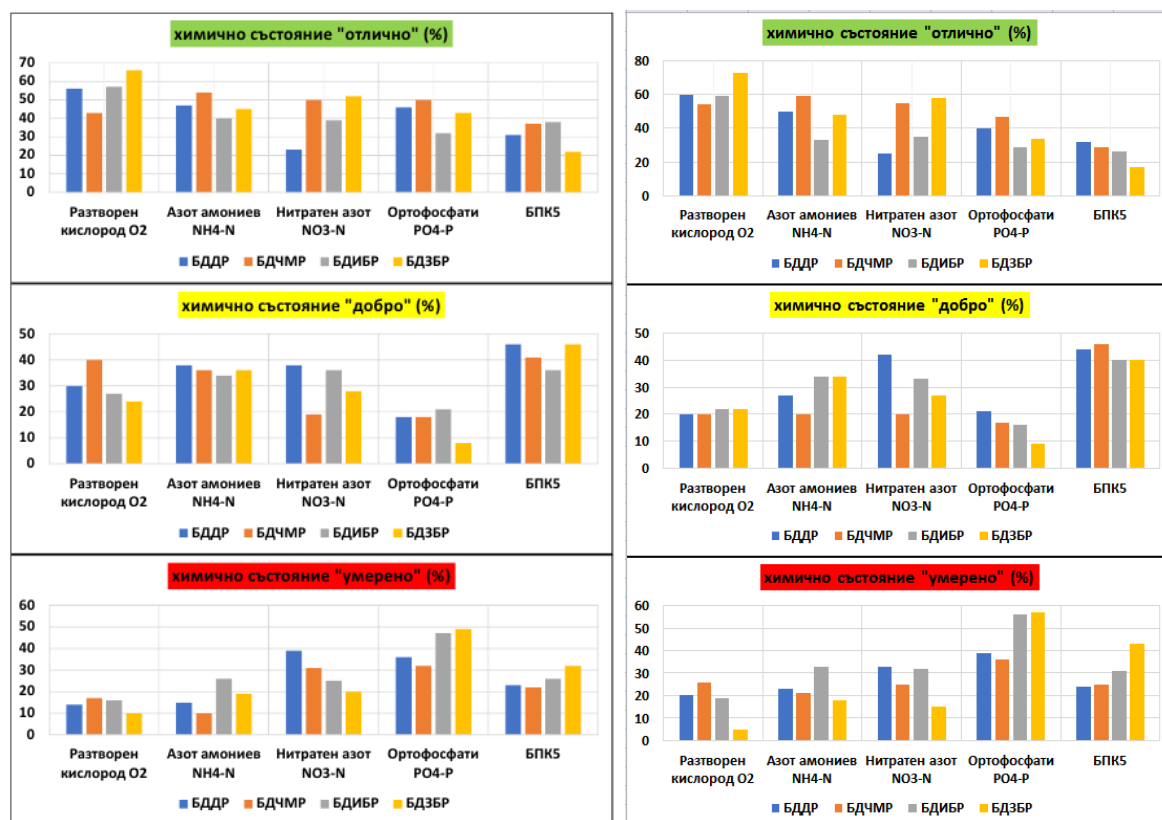 химично състояние "отлично" (%)
70
60
50
40
30
20
10
0
Разтворен кислород O2
Азот амониев NH4-N
Нитратен азот NO3-N
Ортофосфати PO4-P
БПК5
БДДР БДЧМР БДИБР БДЗБР
химично състояние "добро" (%)
50
40
30
20
10
0
Разтворен кислород O2
Азот амониев NH4-N
Нитратен азот NO3-N
Ортофосфати PO4-P
БПК5
БДДР БДЧМР БДИБР БДЗБР
химично състояние "умерено" (%)
60
50
40
30
20
10
0
Разтворен кислород O2
Азот амониев NH4-N
Нитратен азот NO3-N
Ортофосфати PO4-P
БПК5
БДДР БДЧМР БДИБР БДЗБР
химично състояние "отлично" (%)
80
60
40
20
0
Разтворен кислород O2
Азот амониев NH4-N
Нитратен азот NO3-N
Ортофосфати PO4-P
БПК5
БДДР БДЧМР БДИБР БДЗБР
химично състояние "добро" (%)
50
40
30
20
10
0
Разтворен кислород O2
Азот амониев NH4-N
Нитратен азот NO3-N
Ортофосфати PO4-P
БПК5
БДДР БДЧМР БДИБР БДЗБР
химично състояние "умерено" (%)
60
50
40
30
20
10
0
Разтворен кислород O2
Азот амониев NH4-N
Нитратен азот NO3-N
Ортофосфати PO4-P
БПК5
БДДР БДЧМР БДИБР БДЗБР